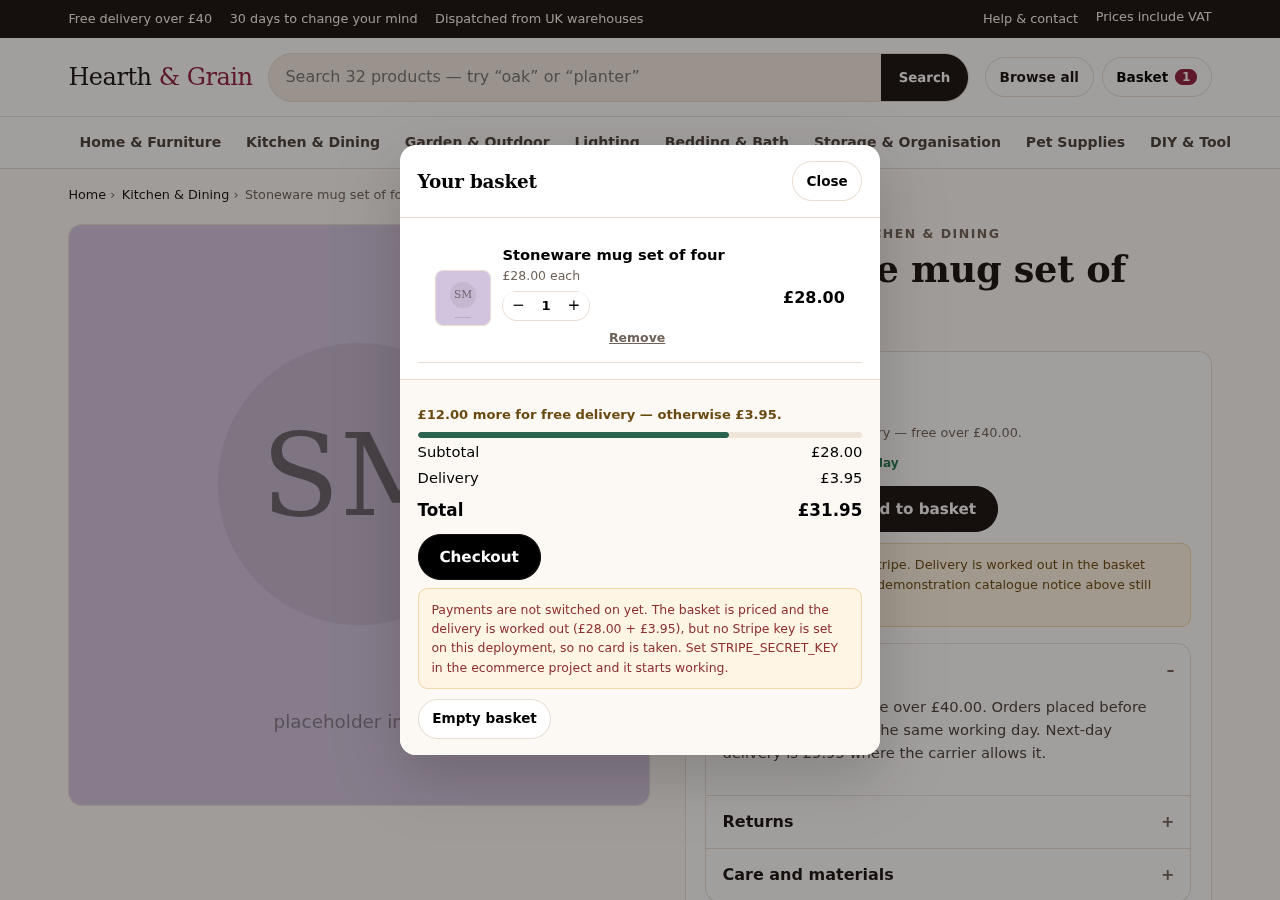 Free delivery over £40 30 days to change your mind Dispatched from UK warehouses Help & contact Prices include VAT
Hearth & Grain Search 32 products — try “oak” or “planter” Search Browse all Basket 1
Home & Furniture Kitchen & Dining Garden & Outdoor Lighting Bedding & Bath Storage & Organisation Pet Supplies DIY & Tool
Home › Kitchen & Dining › Stoneware mug set of fo
Your basket
Close
Stoneware mug set of four
£28.00 each
SM
− 1 +
£28.00
Remove
£12.00 more for free delivery — otherwise £3.95.
Subtotal £28.00
Delivery £3.95
Total £31.95
Checkout
Payments are not switched on yet. The basket is priced and the
delivery is worked out (£28.00 + £3.95), but no Stripe key is set
on this deployment, so no card is taken. Set STRIPE_SECRET_KEY
in the ecommerce project and it starts working.
Empty basket
SM
placeholder
CHEN & DINING
e mug set of
ry — free over £40.00.
day
d to basket
tripe. Delivery is worked out in the basket
demonstration catalogue notice above still
–
e over £40.00. Orders placed before
he same working day. Next-day
delivery is £5.95 where the carrier allows it.
Returns +
Care and materials +